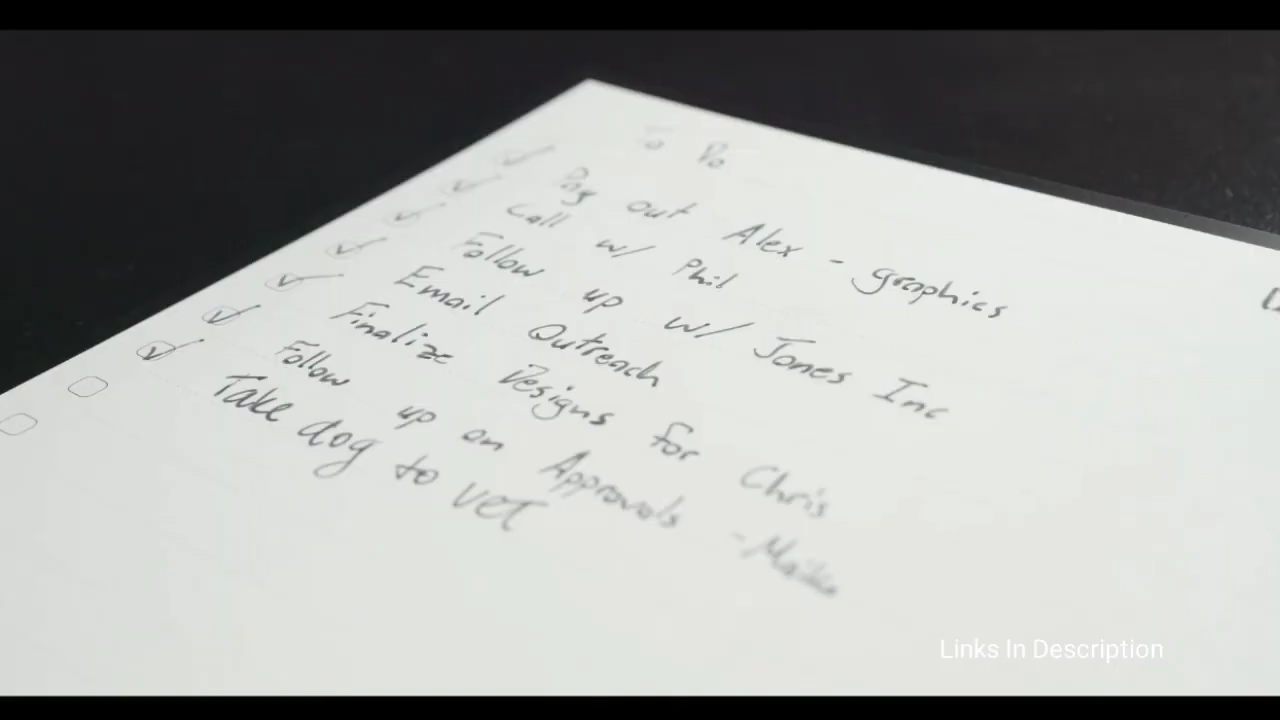 To Do
Pay out Alex - graphics
Call w/ Phil
Follow up w/ Jones Inc
Email Outreach
Finalize Designs for Chris
Follow up on Approvals -
Take dog to vet
Links In Description